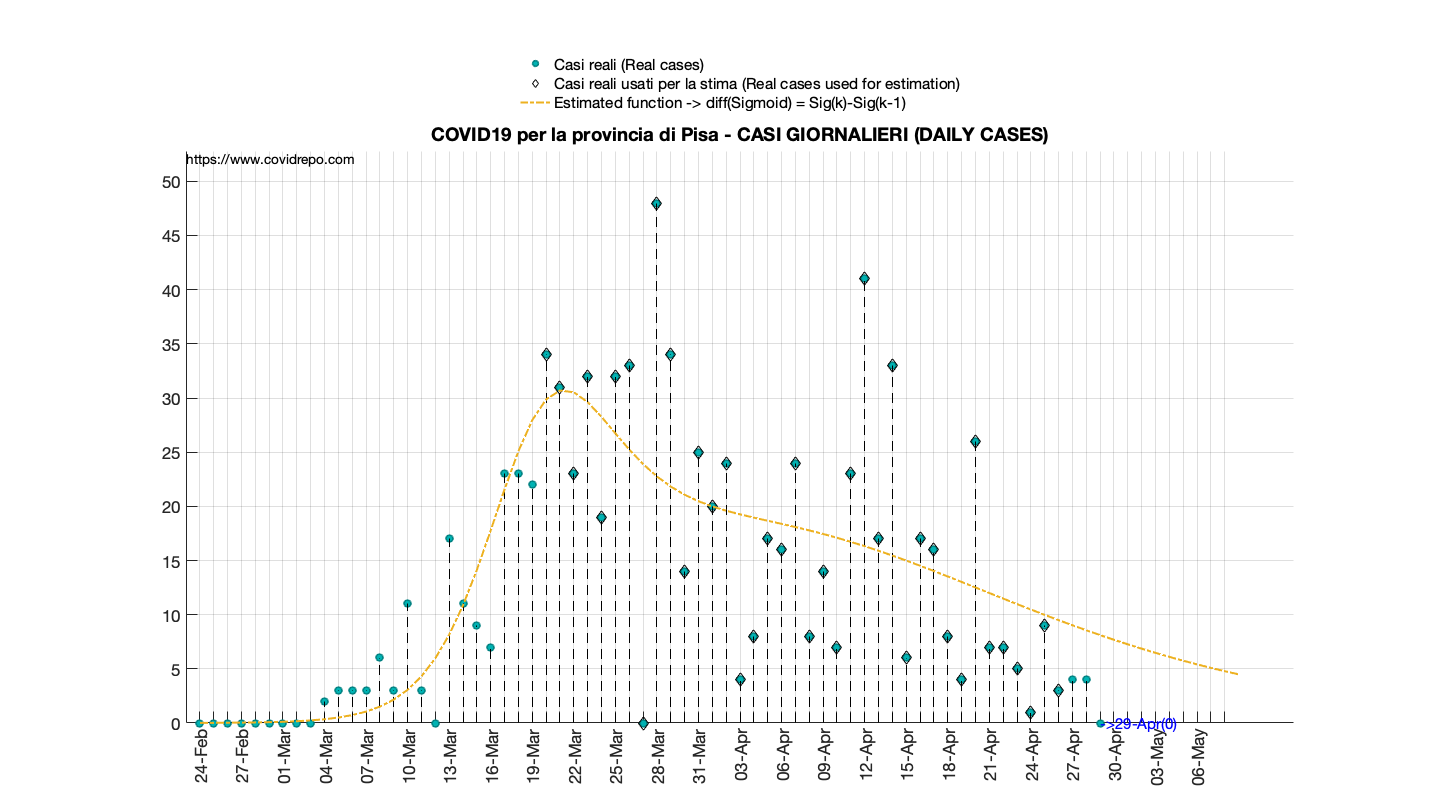 Casi reali (Real cases)
Casi reali usati per la stima (Real cases used for estimation)
Estimated function -> diff(Sigmoid) = Sig(k)-Sig(k-1)
COVID19 per la provincia di Pisa - CASI GIORNALIERI (DAILY CASES)
https://www.covidrepo.com
50
45
40
35
30
25
20
15
10
5
0
->29-Apr(0)
24-Feb
27-Feb
01-Mar
04-Mar
07-Mar
10-Mar
13-Mar
16-Mar
19-Mar
22-Mar
25-Mar
28-Mar
31-Mar
03-Apr
06-Apr
09-Apr
12-Apr
15-Apr
18-Apr
21-Apr
24-Apr
27-Apr
30-Apr
03-May
06-May